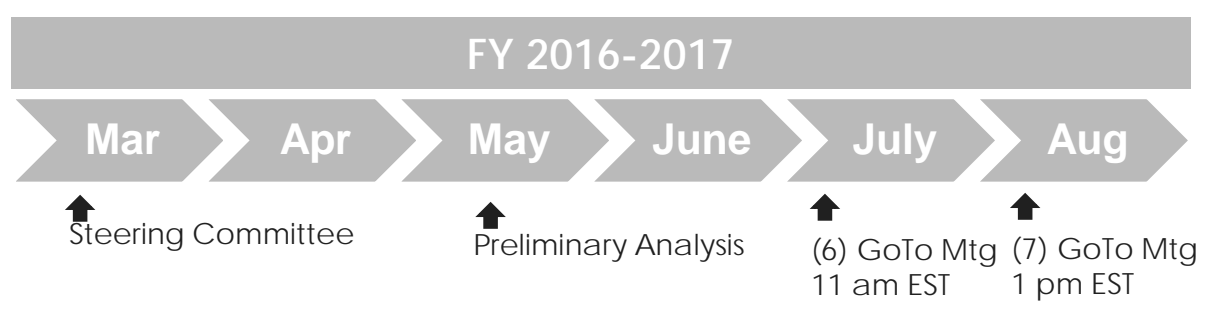 FY 2016-2017
Mar Apr May June July Aug
Steering Committee
Preliminary Analysis
(6) GoTo Mtg
11 am EST
(7) GoTo Mtg
1 pm EST